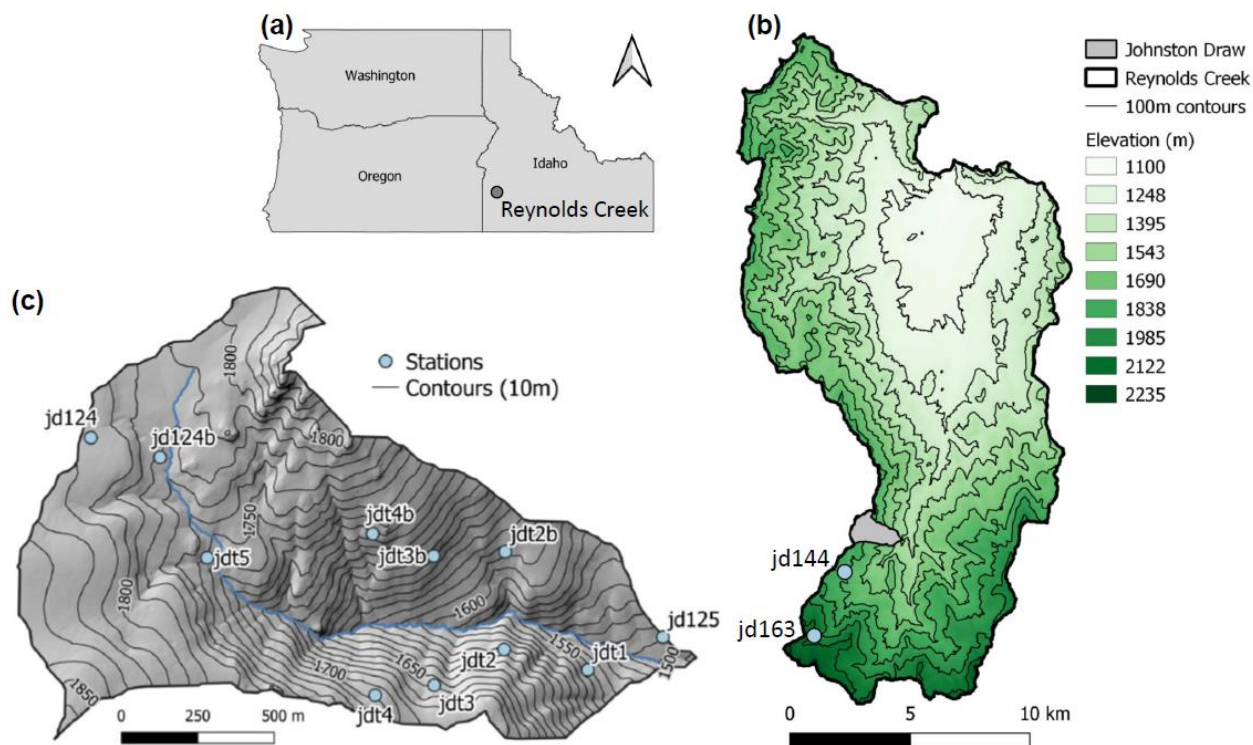 (a)
Washington
Oregon
Idaho
Reynolds Creek
(b)
Johnston Draw
Reynolds Creek
100m contours
Elevation (m)
1100
1248
1395
1543
1690
1838
1985
2122
2235
jd144
jd163
0 5 10 km
(c)
Stations
Contours (10m)
1800
jd124
jd124b
1800
jdt4b
1750
jdt3b
jdt2b
jdt5
1800
1600
jd125
1550
1500
jdt2
jdt1
1700
1650
jdt3
jdt4
1850
0 250 500 m